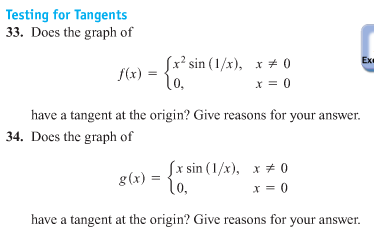 Testing for Tangents
33. Does the graph of
f(x) = { x² sin (1/x), x ≠ 0
0, x = 0
have a tangent at the origin? Give reasons for your answer.
34. Does the graph of
g(x) = { x sin (1/x), x ≠ 0
0, x = 0
have a tangent at the origin? Give reasons for your answer.